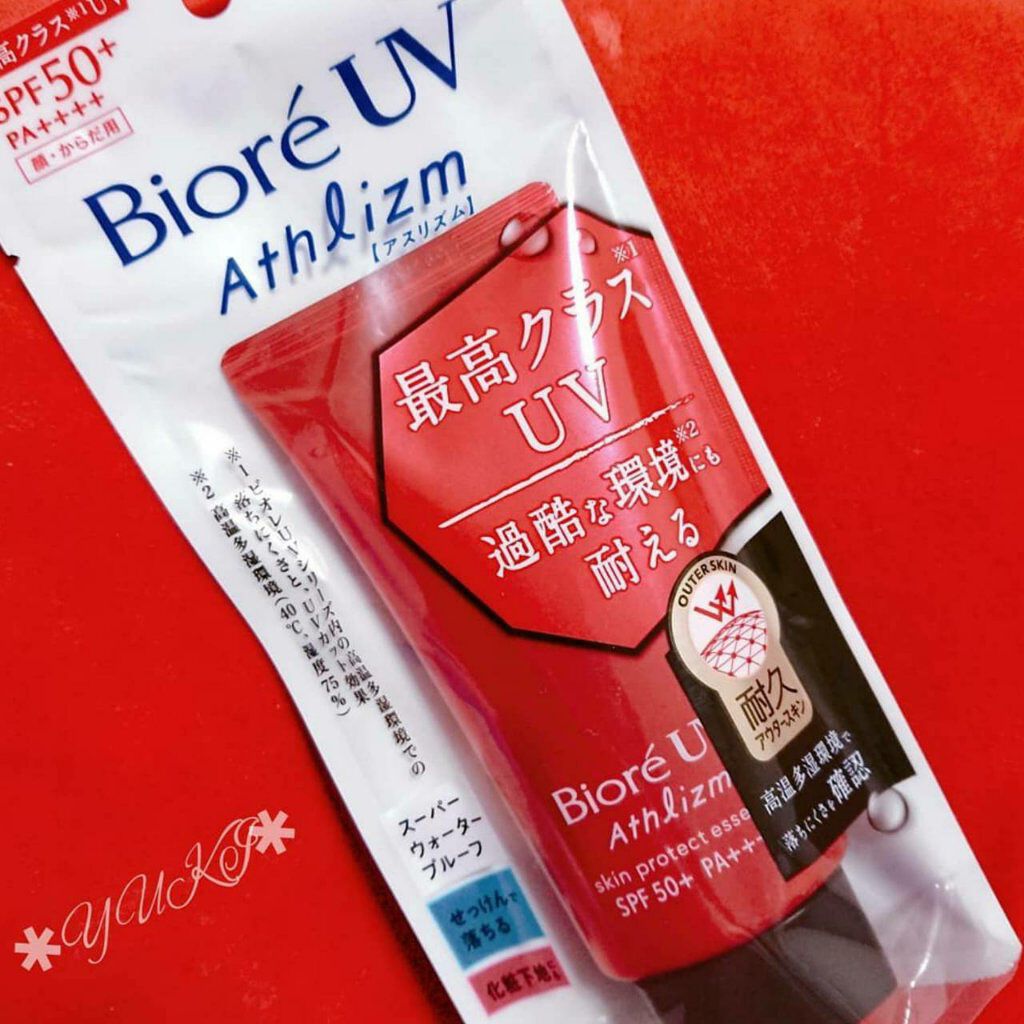 高クラス※1UV
SPF50+
PA++++
顔・からだ用
Bioré UV
Athlizm
【アスリズム】
最高クラス※1
UV
過酷な環境※2にも
耐える
※1 ビオレUVシリーズ内の高温多湿環境での
落ちにくさと、UVカット効果
※2 高温多湿環境(40℃、湿度75%)
OUTER SKIN
耐久
アウタースキン
高温多湿環境で
落ちにくさを確認
Bioré U
Athlizm
skin protect esse
SPF 50+ PA+++
スーパー
ウォーター
プルーフ
せっけんで
落ちる
化粧下地
*YUKI*